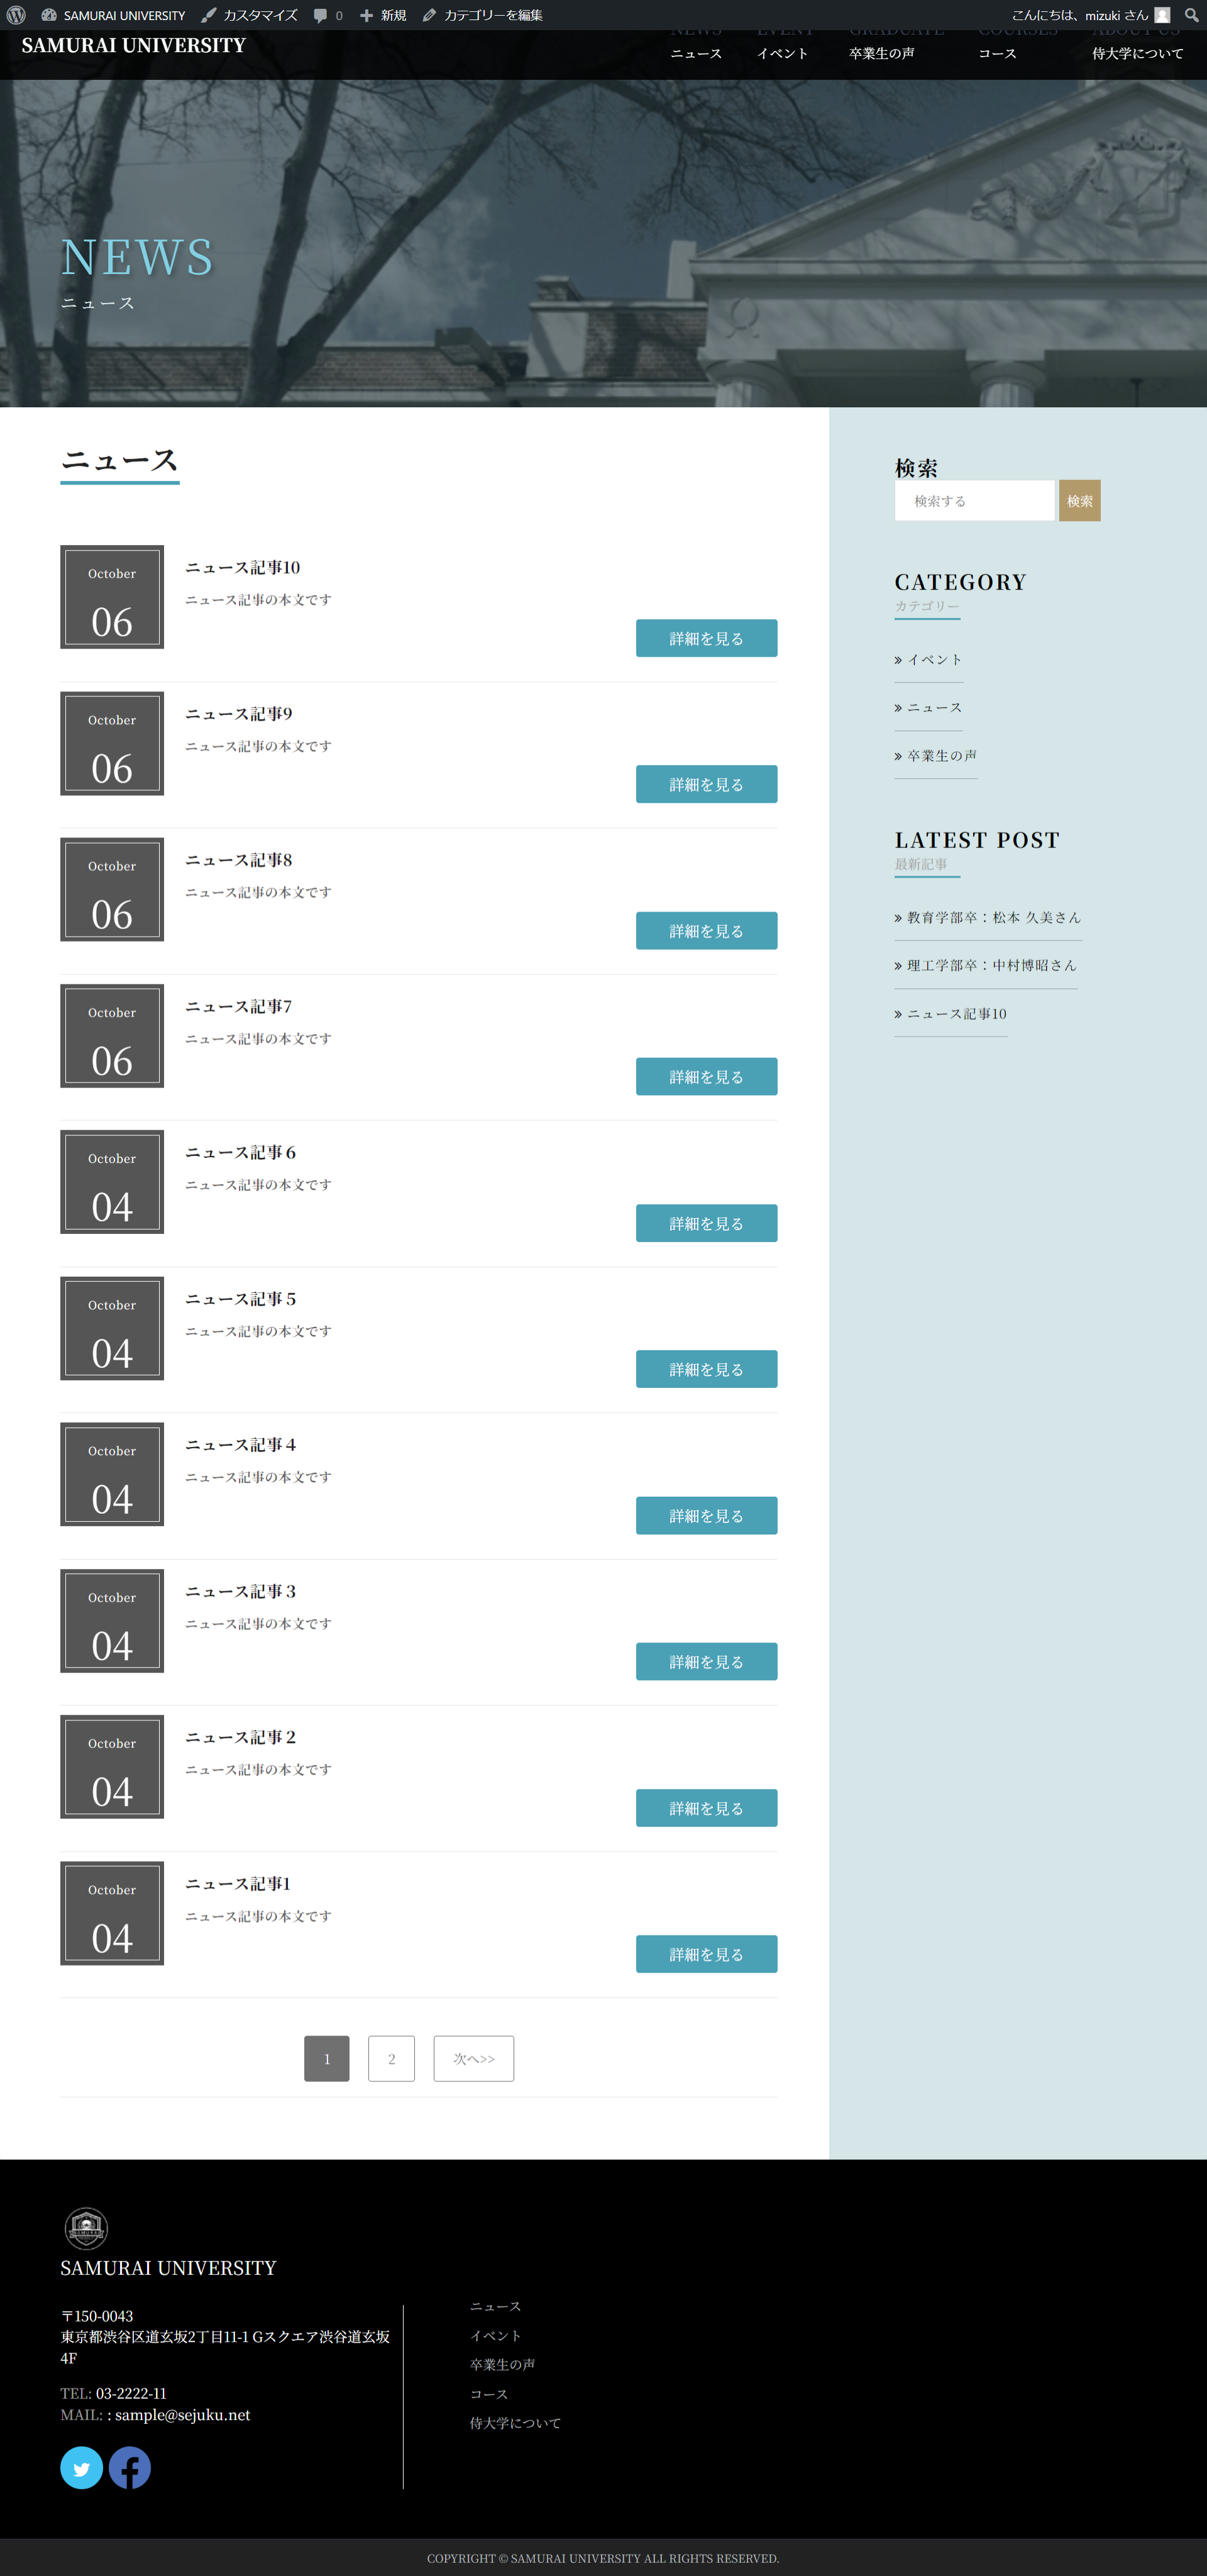 SAMURAI UNIVERSITY カスタマイズ 0 新規 カテゴリーを編集 こんにちは、mizuki さん
SAMURAI UNIVERSITY
NEWS EVENT GRADUATE COURSES ABOUT US
ニュース イベント 卒業生の声 コース 侍大学について
NEWS
ニュース
ニュース
October
06
ニュース記事10
ニュース記事の本文です
詳細を見る
October
06
ニュース記事9
ニュース記事の本文です
詳細を見る
October
06
ニュース記事8
ニュース記事の本文です
詳細を見る
October
06
ニュース記事7
ニュース記事の本文です
詳細を見る
October
04
ニュース記事６
ニュース記事の本文です
詳細を見る
October
04
ニュース記事５
ニュース記事の本文です
詳細を見る
October
04
ニュース記事４
ニュース記事の本文です
詳細を見る
October
04
ニュース記事３
ニュース記事の本文です
詳細を見る
October
04
ニュース記事２
ニュース記事の本文です
詳細を見る
October
04
ニュース記事1
ニュース記事の本文です
詳細を見る
1 2 次へ>>
検索
検索する 検索
CATEGORY
カテゴリー
» イベント
» ニュース
» 卒業生の声
LATEST POST
最新記事
» 教育学部卒：松本 久美さん
» 理工学部卒：中村博昭さん
» ニュース記事10
SAMURAI
SAMURAI UNIVERSITY
〒150-0043
東京都渋谷区道玄坂2丁目11-1 Gスクエア渋谷道玄坂
4F
TEL: 03-2222-11
MAIL: : sample@sejuku.net
ニュース
イベント
卒業生の声
コース
侍大学について
COPYRIGHT © SAMURAI UNIVERSITY ALL RIGHTS RESERVED.